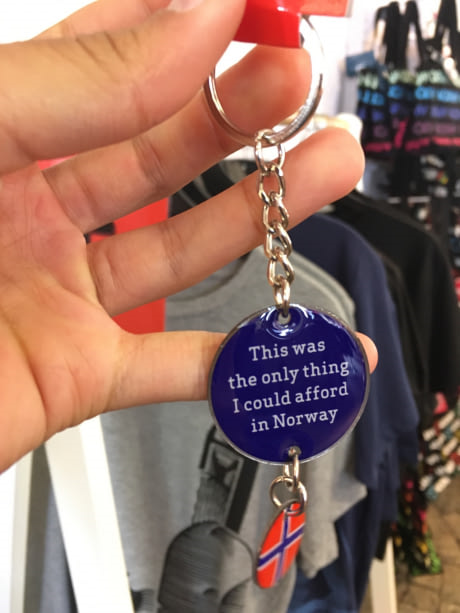 This was
the only thing
I could afford
in Norway